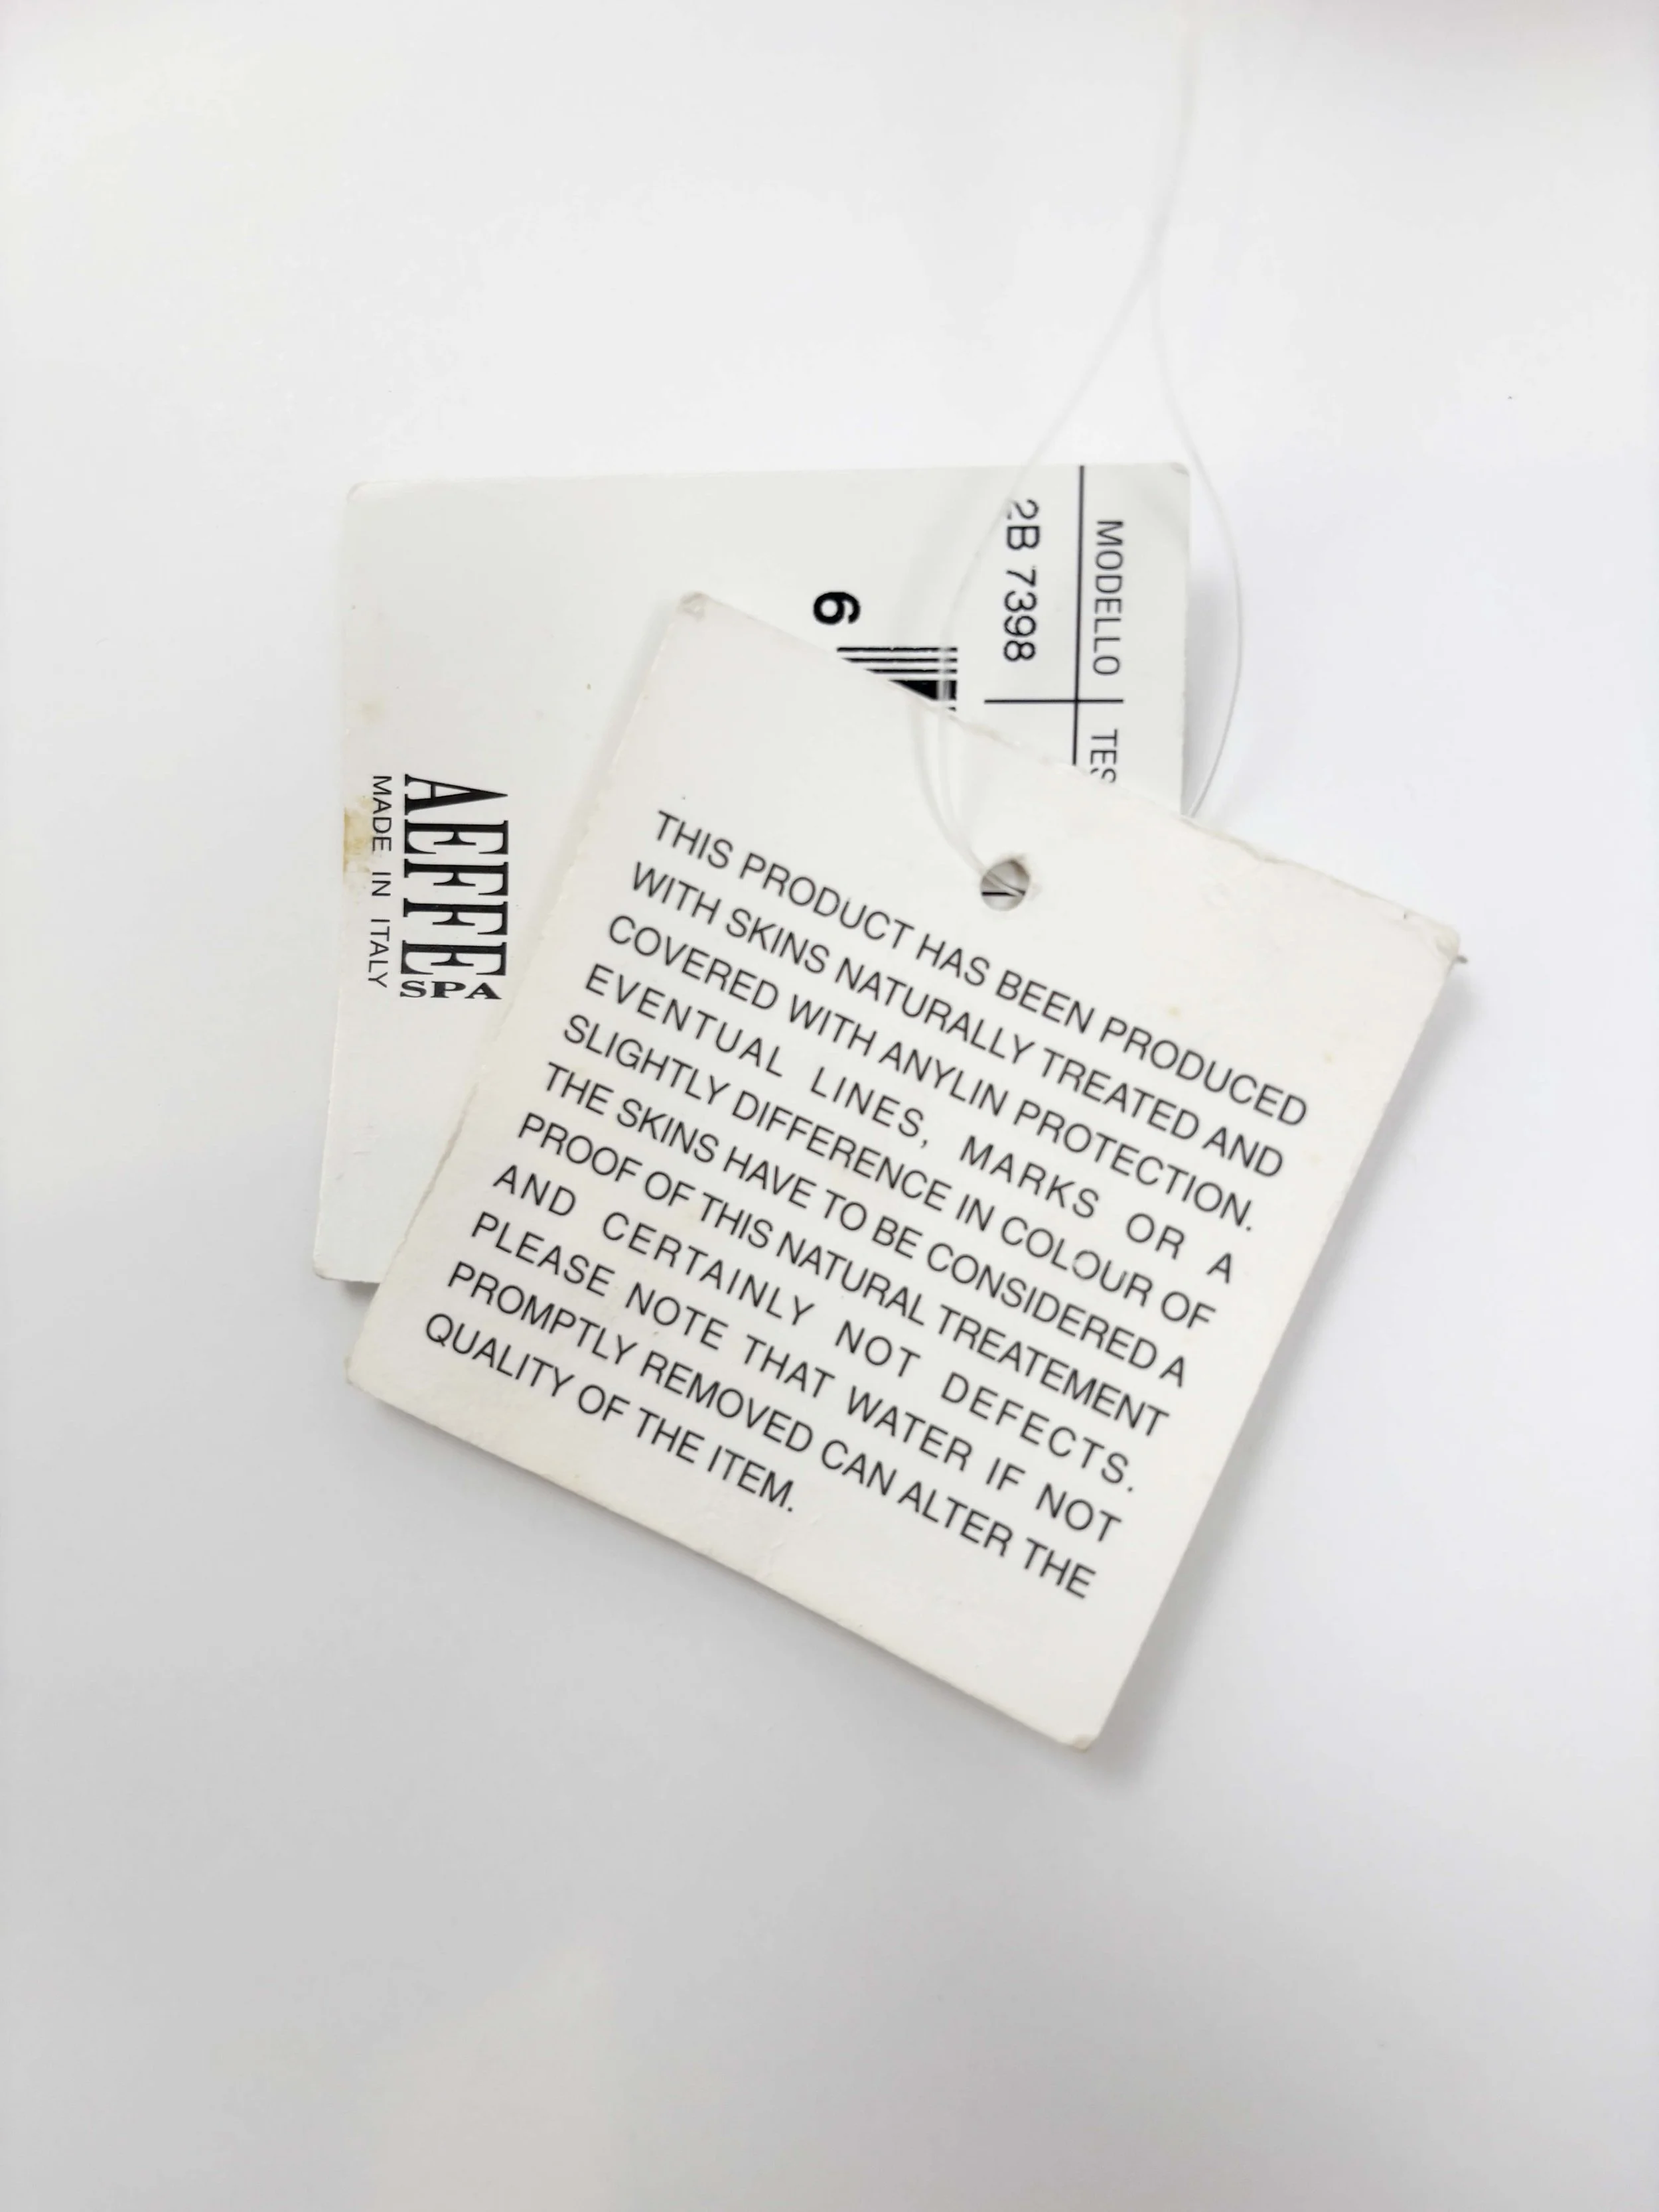 MODELLO
TES
2B 7398
6
AEFFE
SPA
MADE IN ITALY
THIS PRODUCT HAS BEEN PRODUCED
WITH SKINS NATURALLY TREATED AND
COVERED WITH ANYLIN PROTECTION.
EVENTUAL LINES, MARKS OR A
SLIGHTLY DIFFERENCE IN COLOUR OF
THE SKINS HAVE TO BE CONSIDERED A
PROOF OF THIS NATURAL TREATEMENT
AND CERTAINLY NOT DEFECTS.
PLEASE NOTE THAT WATER IF NOT
PROMPTLY REMOVED CAN ALTER THE
QUALITY OF THE ITEM.